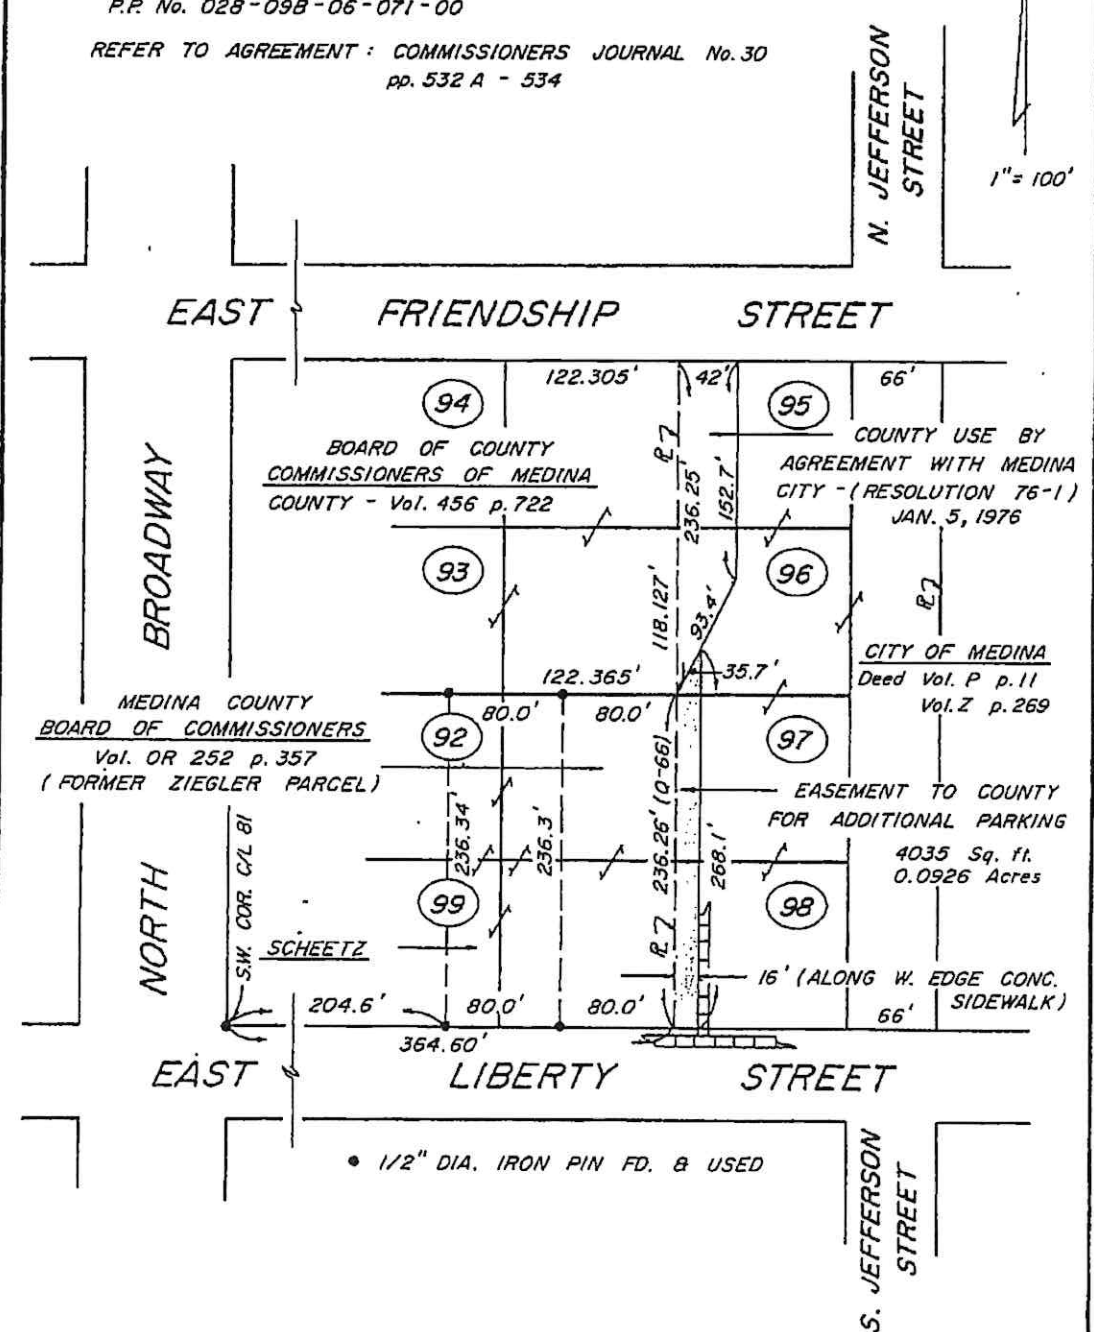 P.P. No. 028-09B-06-071-00
REFER TO AGREEMENT: COMMISSIONERS JOURNAL No. 30
pp. 532 A - 534
N. JEFFERSON
STREET
1"= 100'
EAST FRIENDSHIP STREET
122.305'
42'
66'
94
95
BOARD OF COUNTY
COMMISSIONERS OF MEDINA
COUNTY - Vol. 456 p. 722
COUNTY USE BY
AGREEMENT WITH MEDINA
CITY - (RESOLUTION 76-1)
JAN. 5, 1976
236.25'
152.7'
NORTH BROADWAY
93
96
118.127'
93.4'
CITY OF MEDINA
Deed Vol. P p. 11
Vol. Z p. 269
122.365'
35.7'
MEDINA COUNTY
BOARD OF COMMISSIONERS
Vol. OR 252 p. 357
(FORMER ZIEGLER PARCEL)
80.0'
80.0'
92
97
EASEMENT TO COUNTY
FOR ADDITIONAL PARKING
4035 Sq. ft.
0.0926 Acres
236.34'
236.3'
236.26' (Q-66)
268.1'
S.W. COR. C/L 81
99
98
SCHEETZ
16' (ALONG W. EDGE CONC.
SIDEWALK)
204.6'
80.0'
80.0'
66'
364.60'
EAST LIBERTY STREET
1/2" DIA. IRON PIN FD. & USED
S. JEFFERSON
STREET